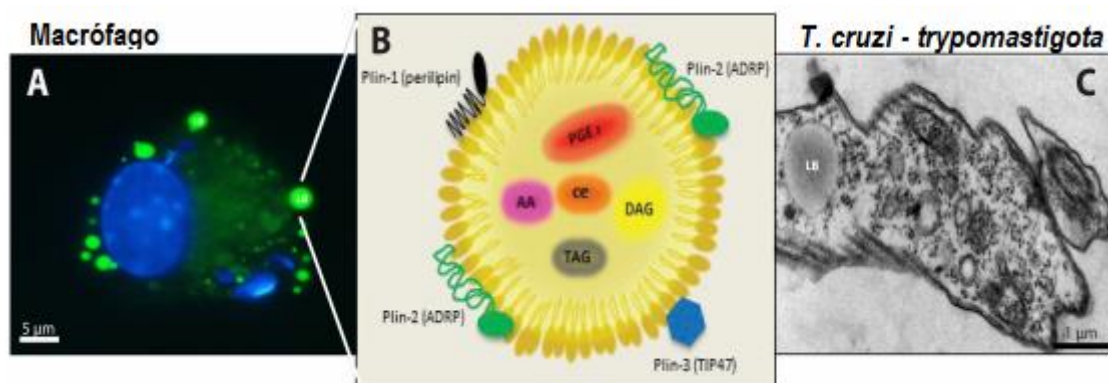 Macrófago
A
LB
5 µm
B
Plin-1 (perilipin)
Plin-2 (ADRP)
PGE₂
AA
CE
DAG
TAG
Plin-2 (ADRP)
Plin-3 (TIP47)
T. cruzi - trypomastigota
C
LB
1 µm